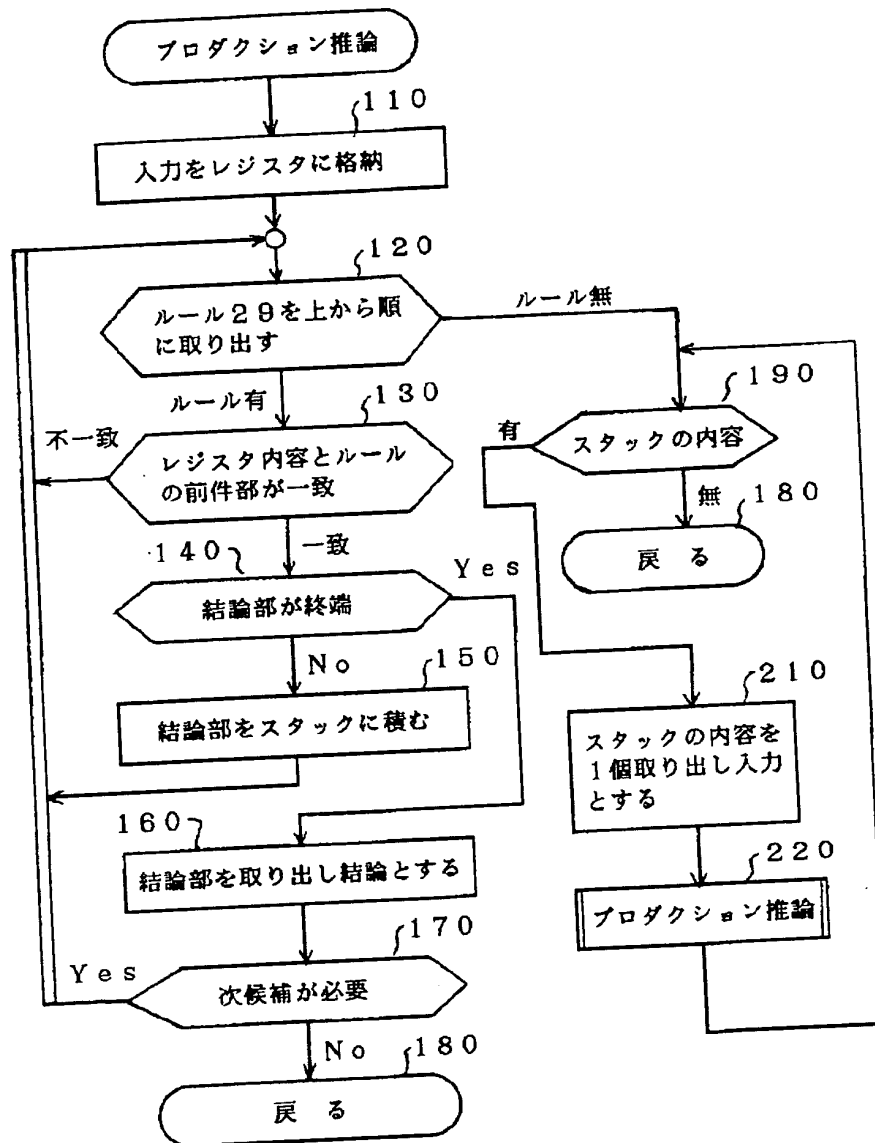 プロダクション推論
110
入力をレジスタに格納
120
ルール29を上から順
に取り出す
ルール無
ルール有
130
不一致
レジスタ内容とルール
の前件部が一致
190
有
スタックの内容
無
180
戻 る
一致
140
Yes
結論部が終端
No
150
結論部をスタックに積む
210
スタックの内容を
1個取り出し入力
とする
160
結論部を取り出し結論とする
220
プロダクション推論
170
Yes
次候補が必要
No
180
戻 る